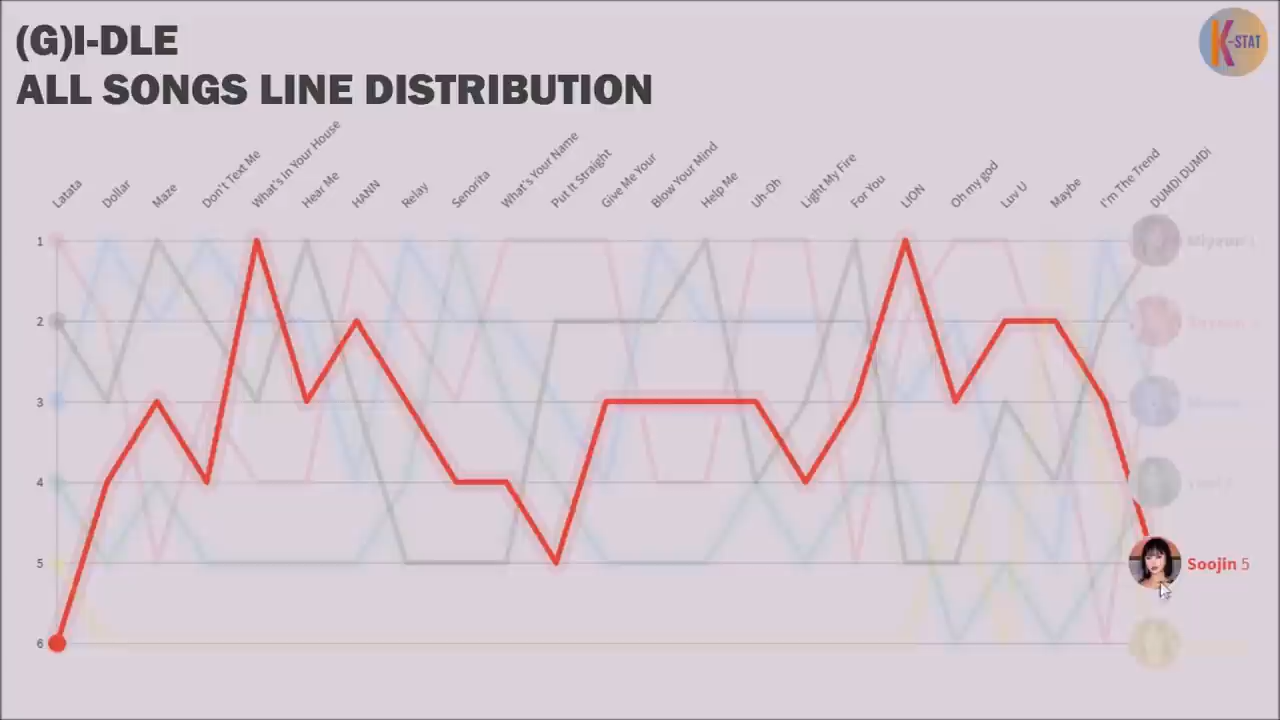 (G)I-DLE
ALL SONGS LINE DISTRIBUTION
K-STAT
Latata
Dollar
Maze
Don't Text Me
What's In Your House
Hear Me
HANN
Relay
Senorita
What's Your Name
Put It Straight
Give Me Your
Blow Your Mind
Help Me
Uh-Oh
Light My Fire
For You
LION
Oh my god
Luv U
Maybe
I'm The Trend
DUMDi DUMDi
1
2
3
4
5
6
Miyeon 1
Soojin 5